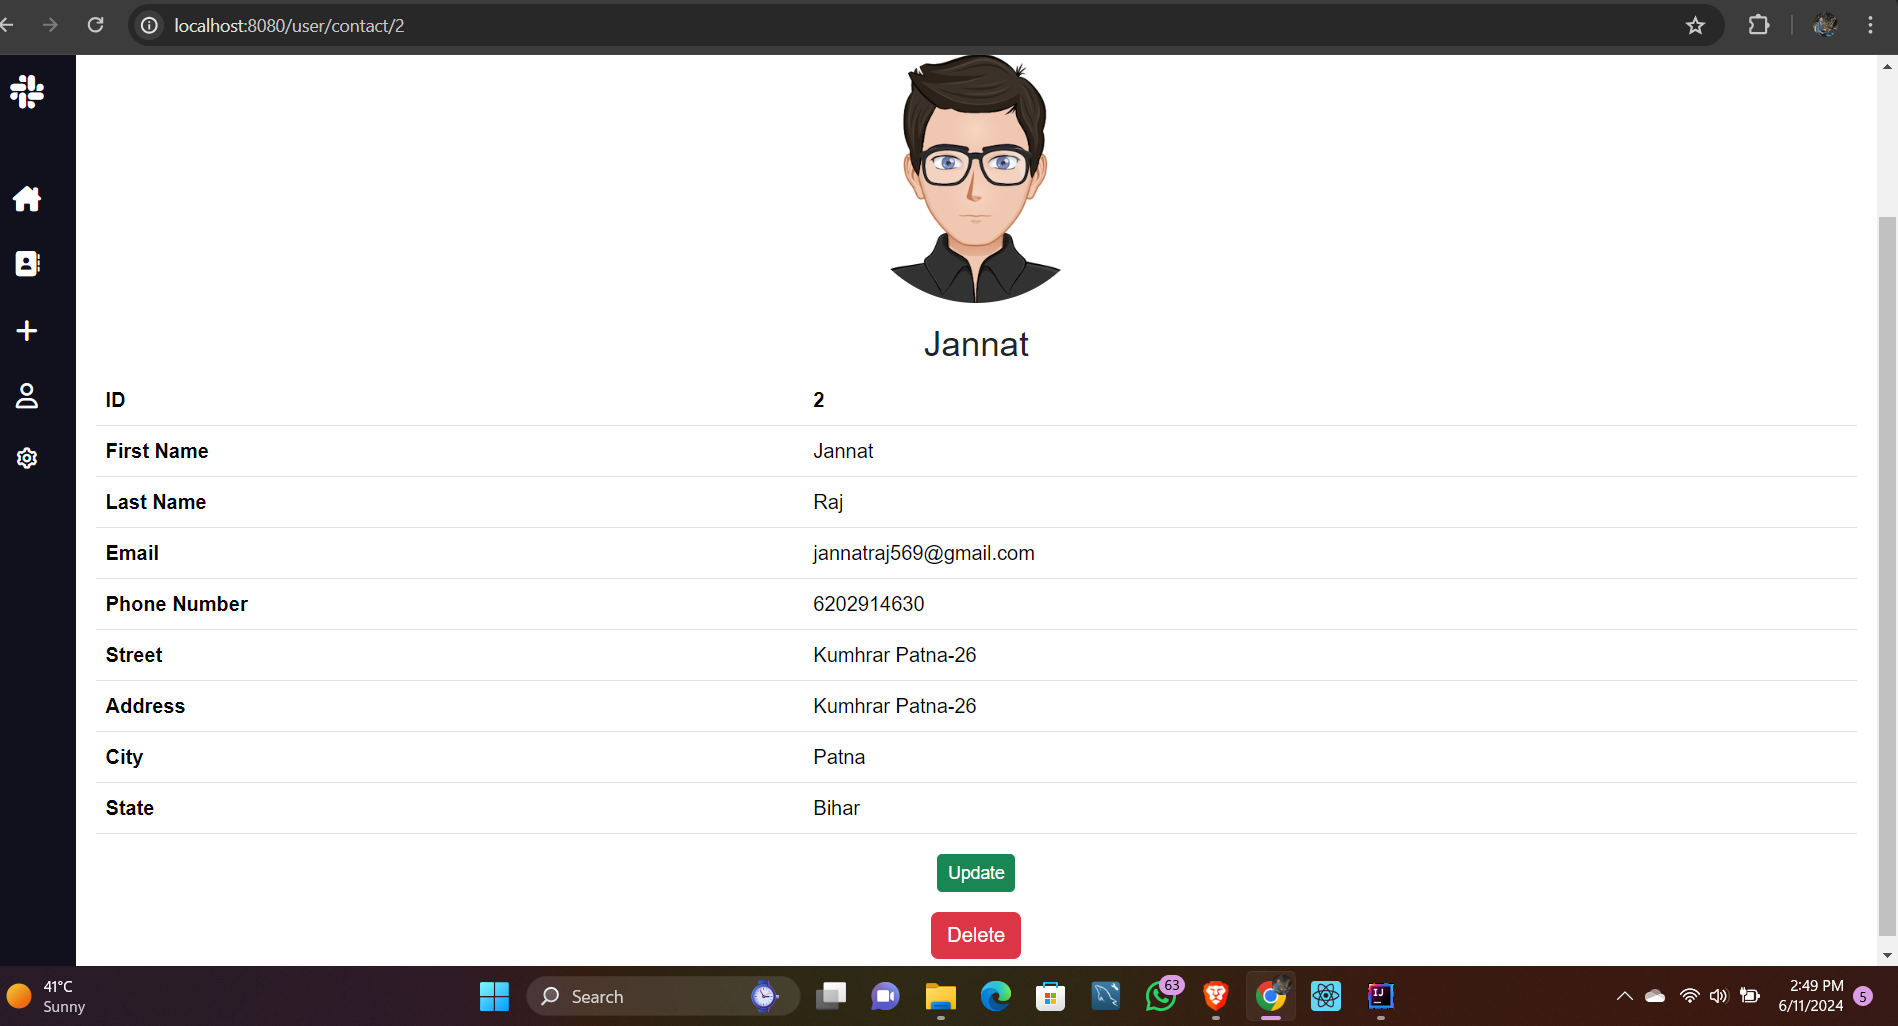 localhost:8080/user/contact/2
Jannat
ID 2
First Name Jannat
Last Name Raj
Email jannatraj569@gmail.com
Phone Number 6202914630
Street Kumhrar Patna-26
Address Kumhrar Patna-26
City Patna
State Bihar
Update
Delete
41°C
Sunny
Search
63
IJ
2:49 PM
6/11/2024
5